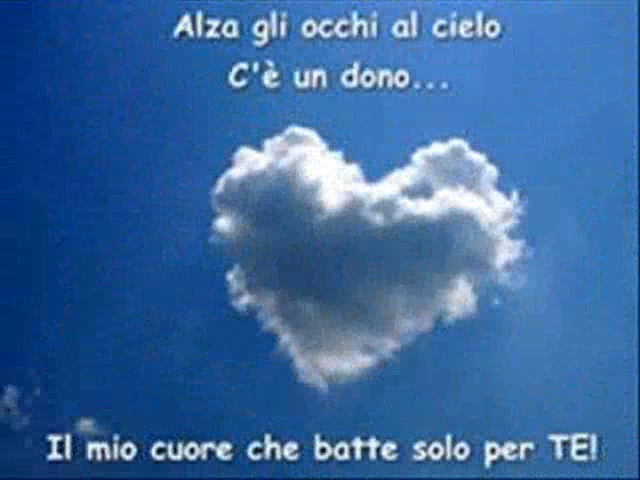 Alza gli occhi al cielo
C'è un dono...
Il mio cuore che batte solo per TE!